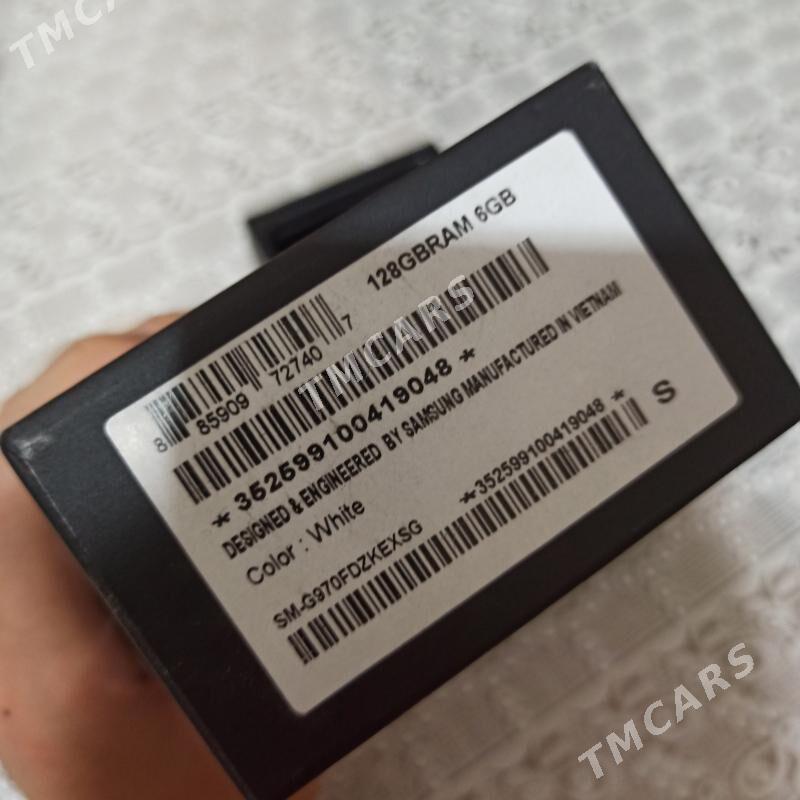 128GBRAM 6GB
8 85909 72740 7
*352599100419048*
DESIGNED & ENGINEERED BY SAMSUNG MANUFACTURED IN VIETNAM
Color : White
SM-G970FDZKEXSG
*352599100419048*
S
TMCARS
TMCARS
TMCARS